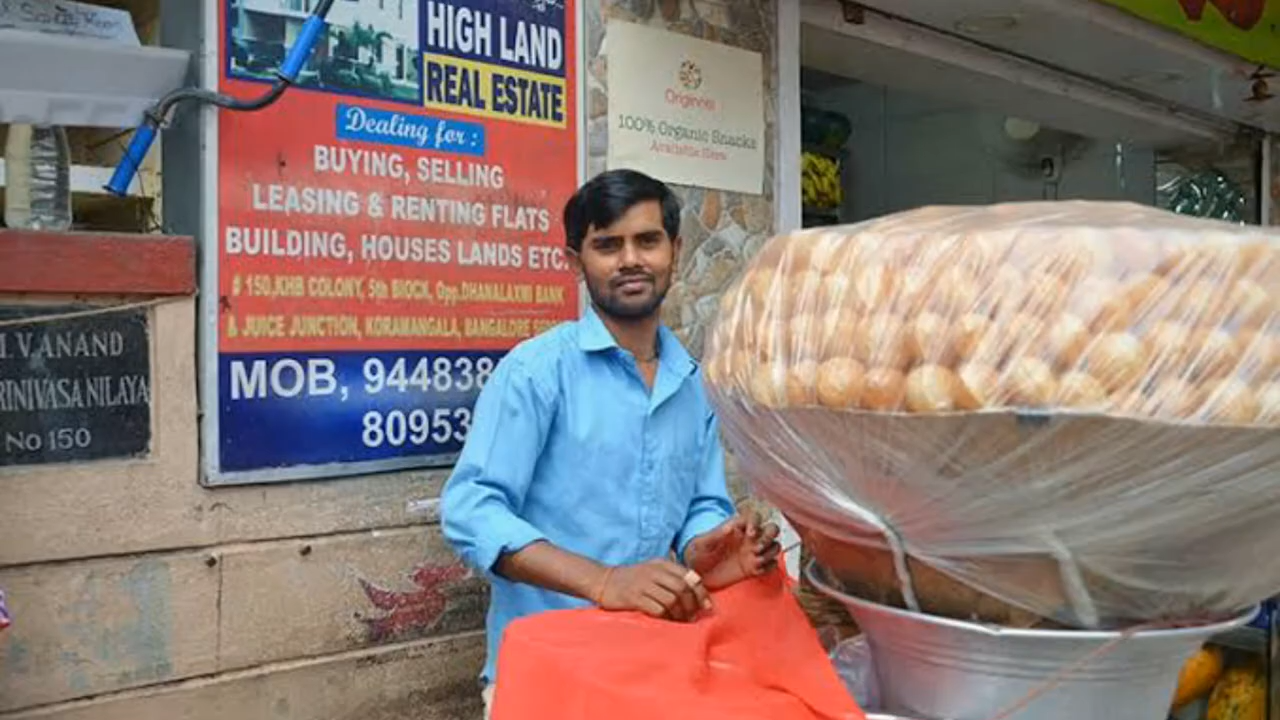 HIGH LAND
REAL ESTATE
Dealing for :
BUYING, SELLING
LEASING & RENTING FLATS
BUILDING, HOUSES LANDS ETC.
# 150,KHB COLONY, 5th BLOCK, Opp.DHANALAXMI BANK
& JUICE JUNCTION, KORAMANGALA, BANGALORE
MOB, 944838
80953
100% Organic Snacks
Available Here
V.ANAND
RINIVASA NILAYA
No 150